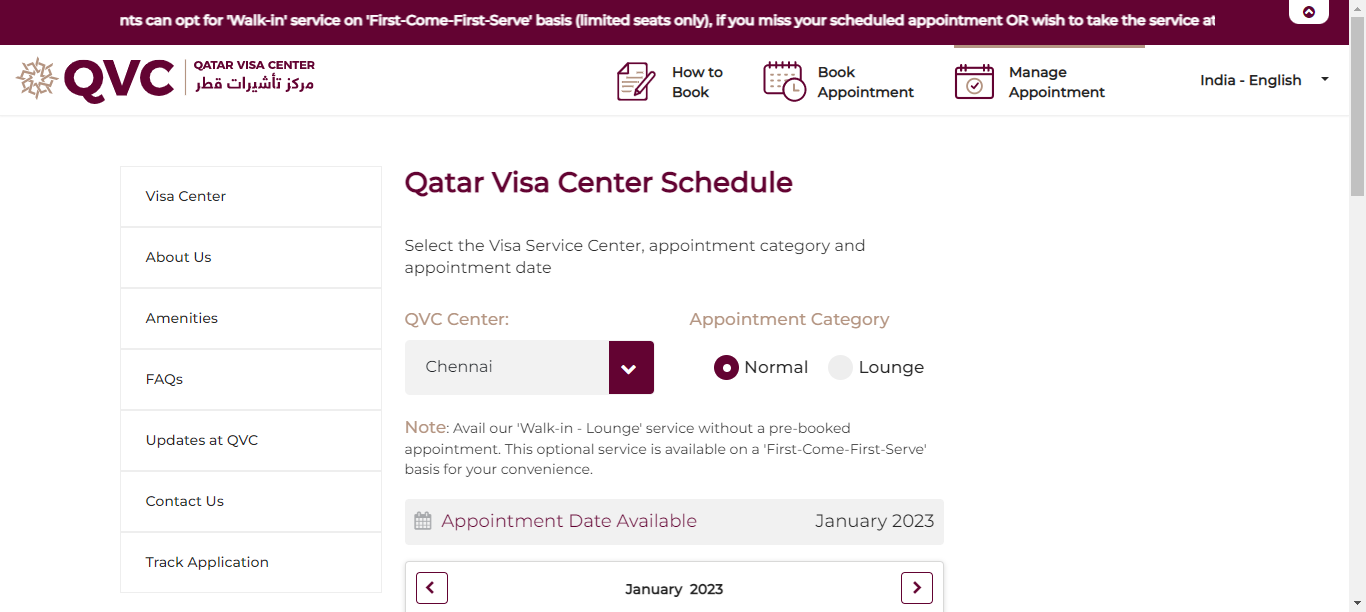 nts can opt for 'Walk-in' service on 'First-Come-First-Serve' basis (limited seats only), if you miss your scheduled appointment OR wish to take the service at
QVC
QATAR VISA CENTER
مركز تأشيرات قطر
How to
Book
Book
Appointment
Manage
Appointment
India - English
Visa Center
About Us
Amenities
FAQs
Updates at QVC
Contact Us
Track Application
Qatar Visa Center Schedule
Select the Visa Service Center, appointment category and
appointment date
QVC Center:
Appointment Category
Chennai
Normal
Lounge
Note: Avail our 'Walk-in - Lounge' service without a pre-booked
appointment. This optional service is available on a 'First-Come-First-Serve'
basis for your convenience.
Appointment Date Available
January 2023
January 2023